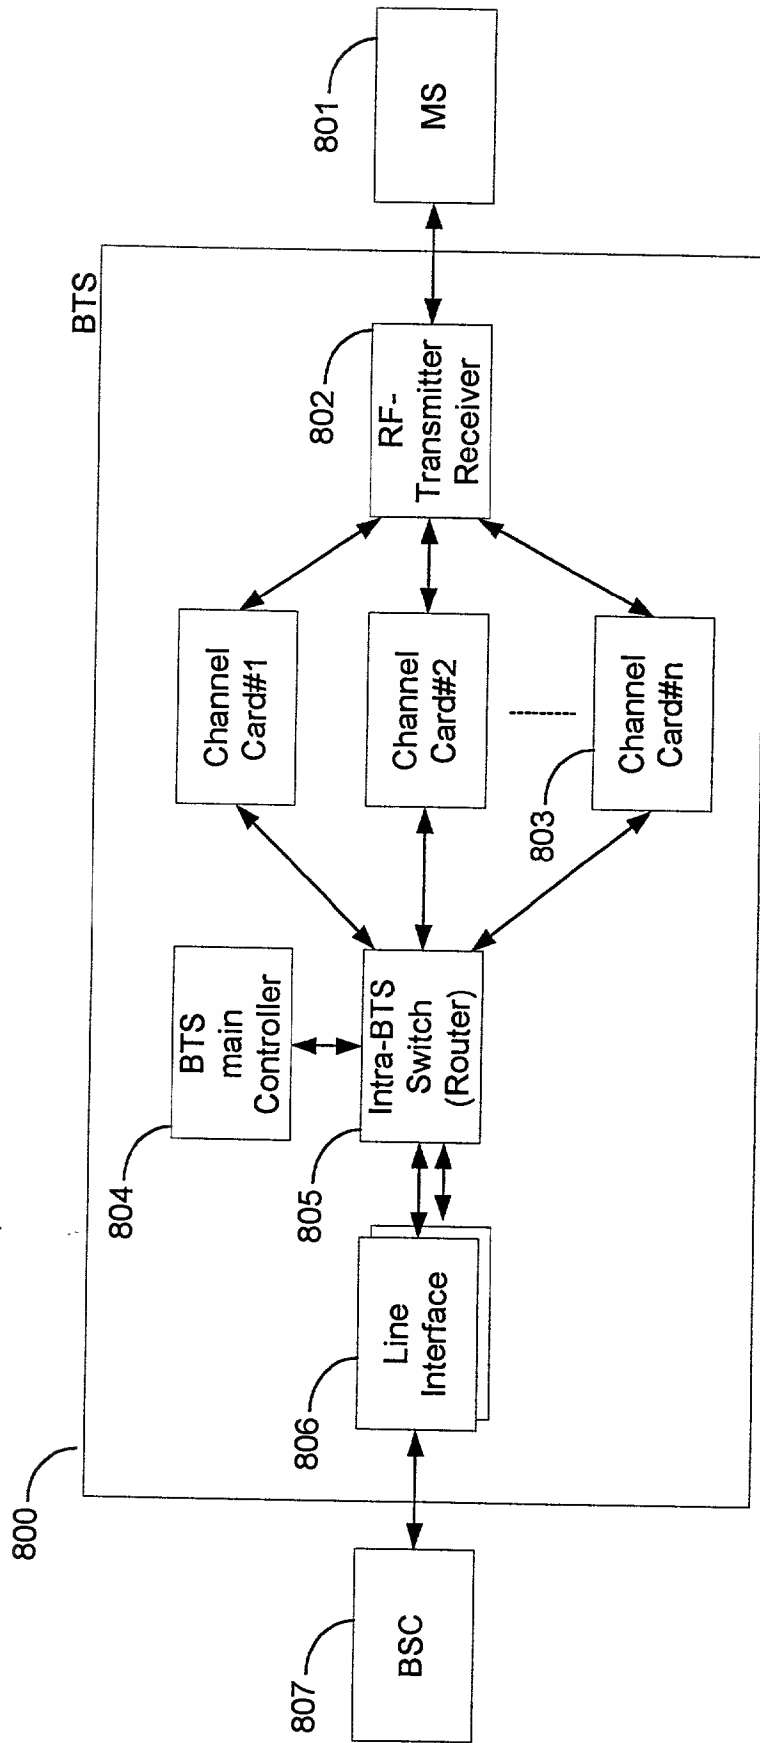 800
BTS
807
BSC
806
Line
Interface
804
BTS
main
Controller
805
Intra-BTS
Switch
(Router)
Channel
Card#1
Channel
Card#2
803
Channel
Card#n
802
RF-
Transmitter
Receiver
801
MS